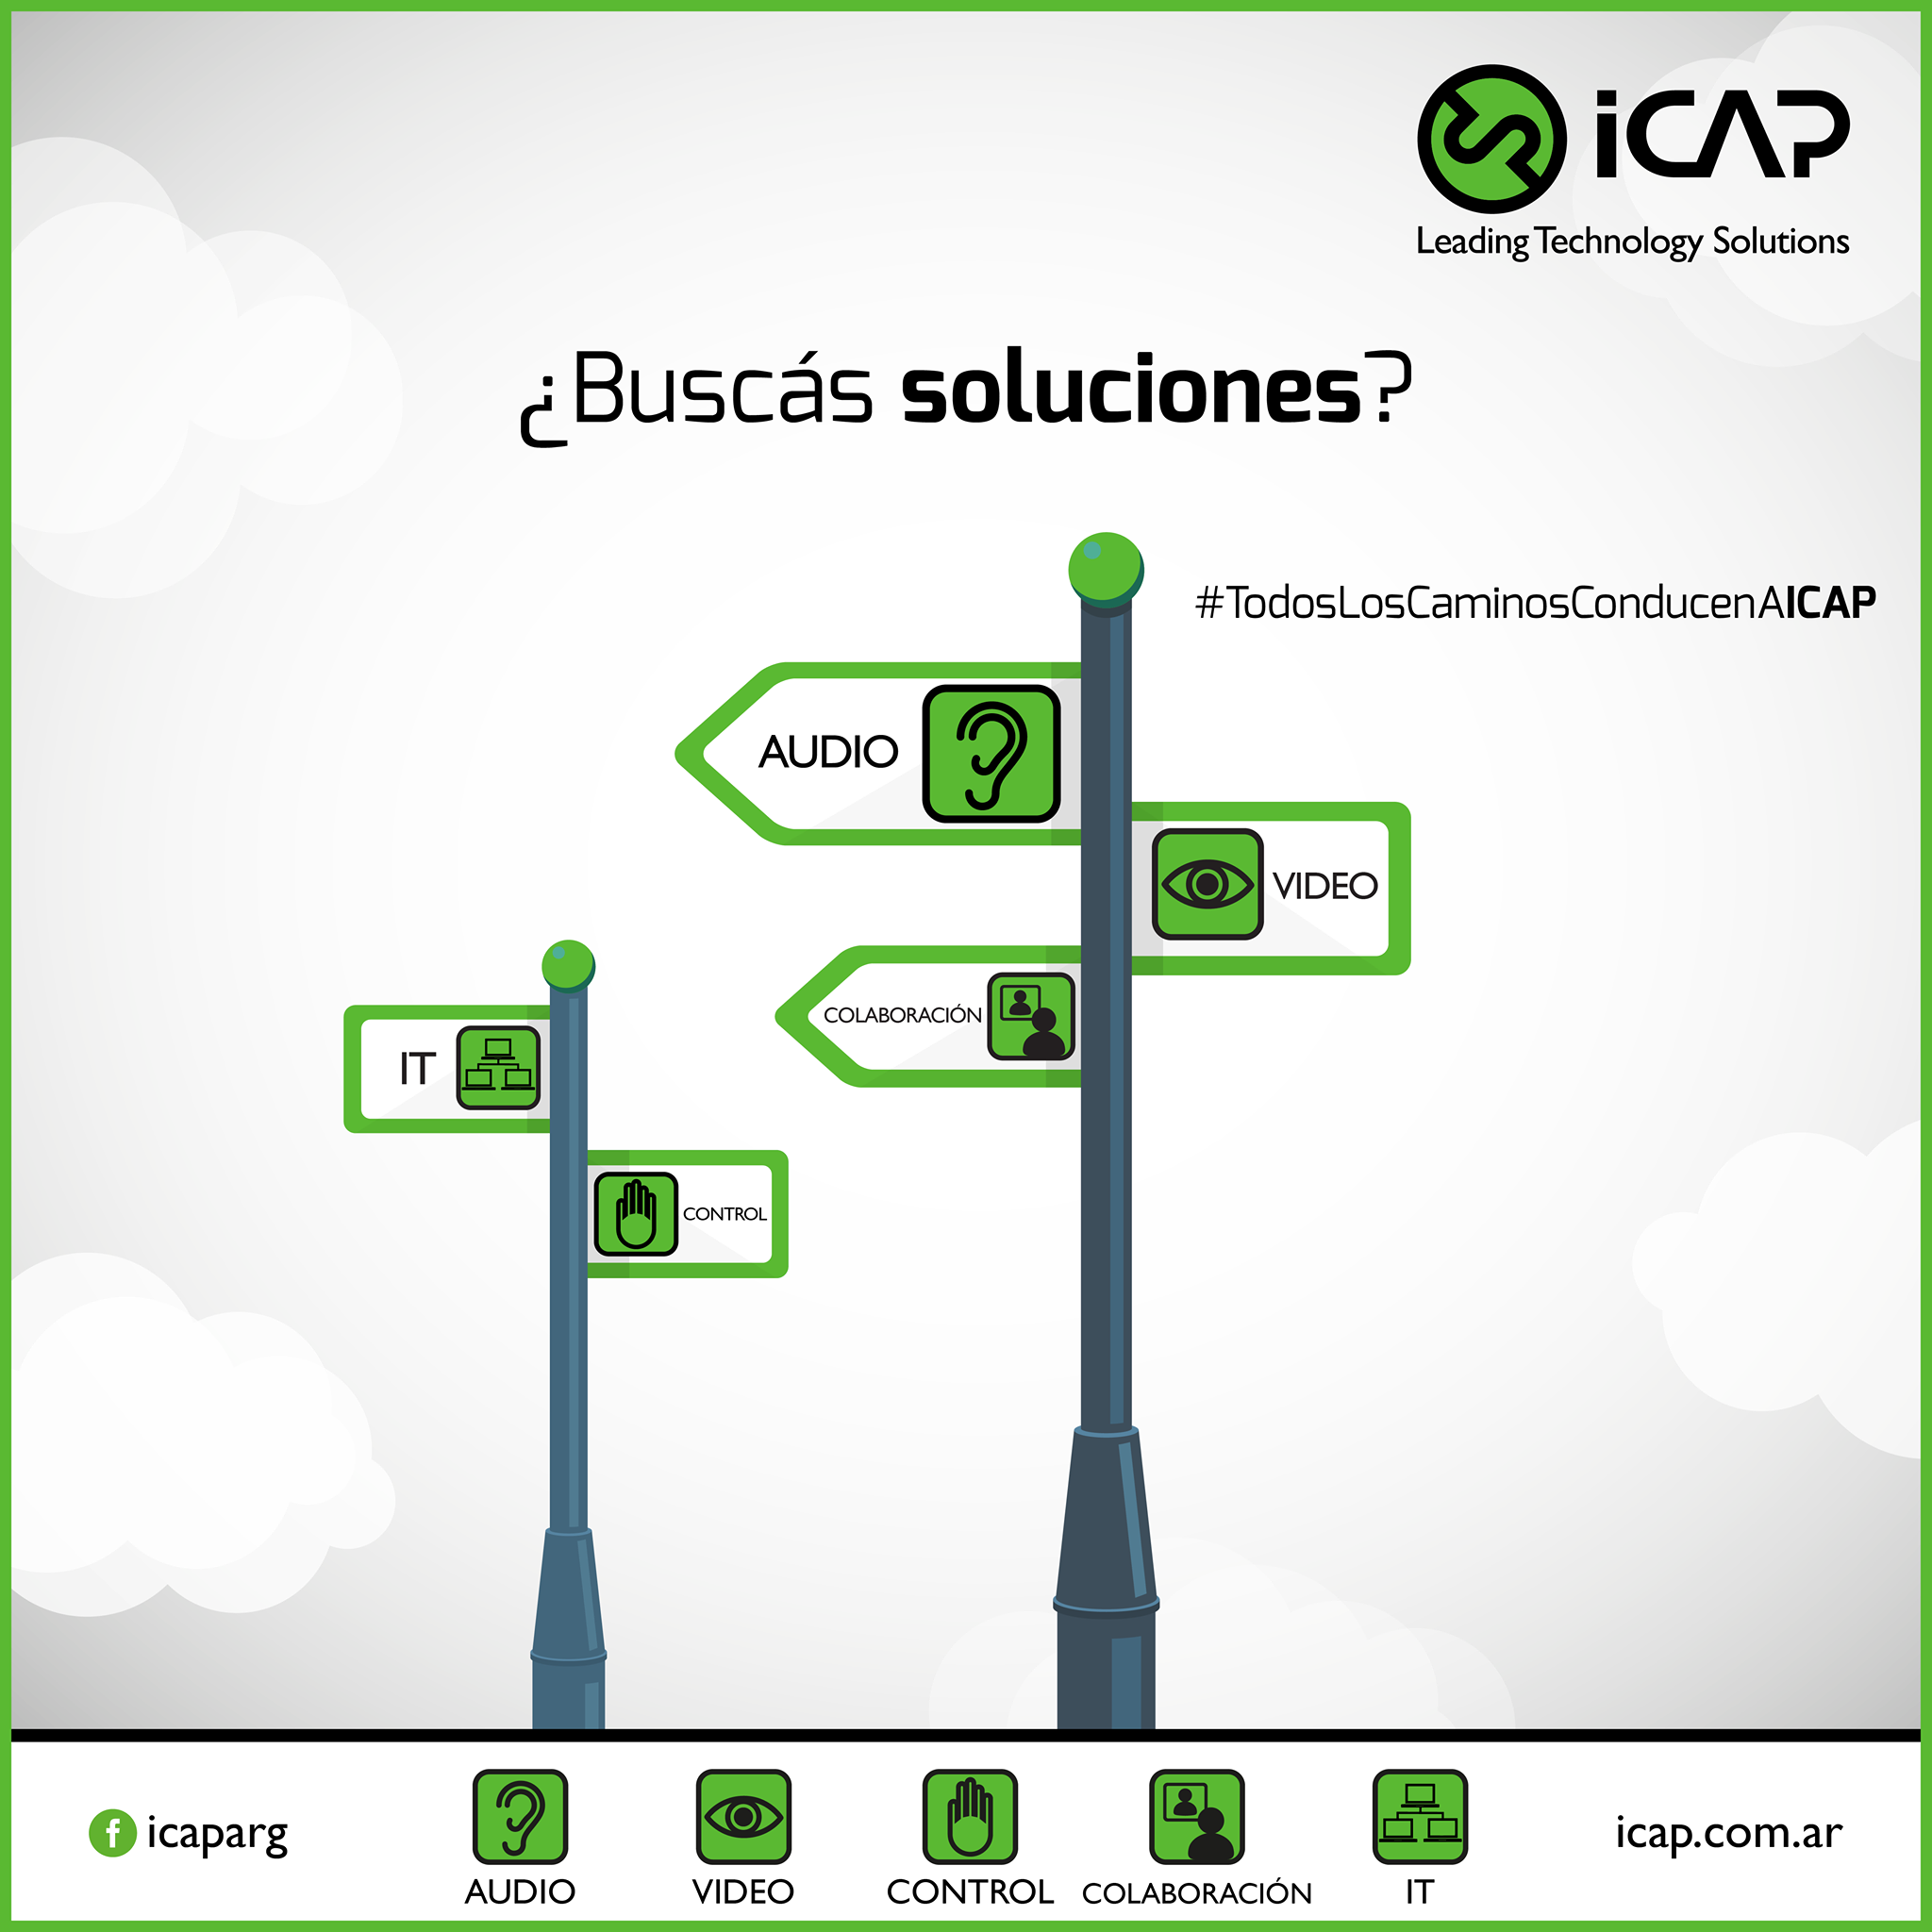 iCAP
Leading Technology Solutions
¿Buscás soluciones?
#TodosLosCaminosConducenAICAP
AUDIO
VIDEO
COLABORACIÓN
IT
CONTROL
f icaparg
AUDIO
VIDEO
CONTROL
COLABORACIÓN
IT
icap.com.ar